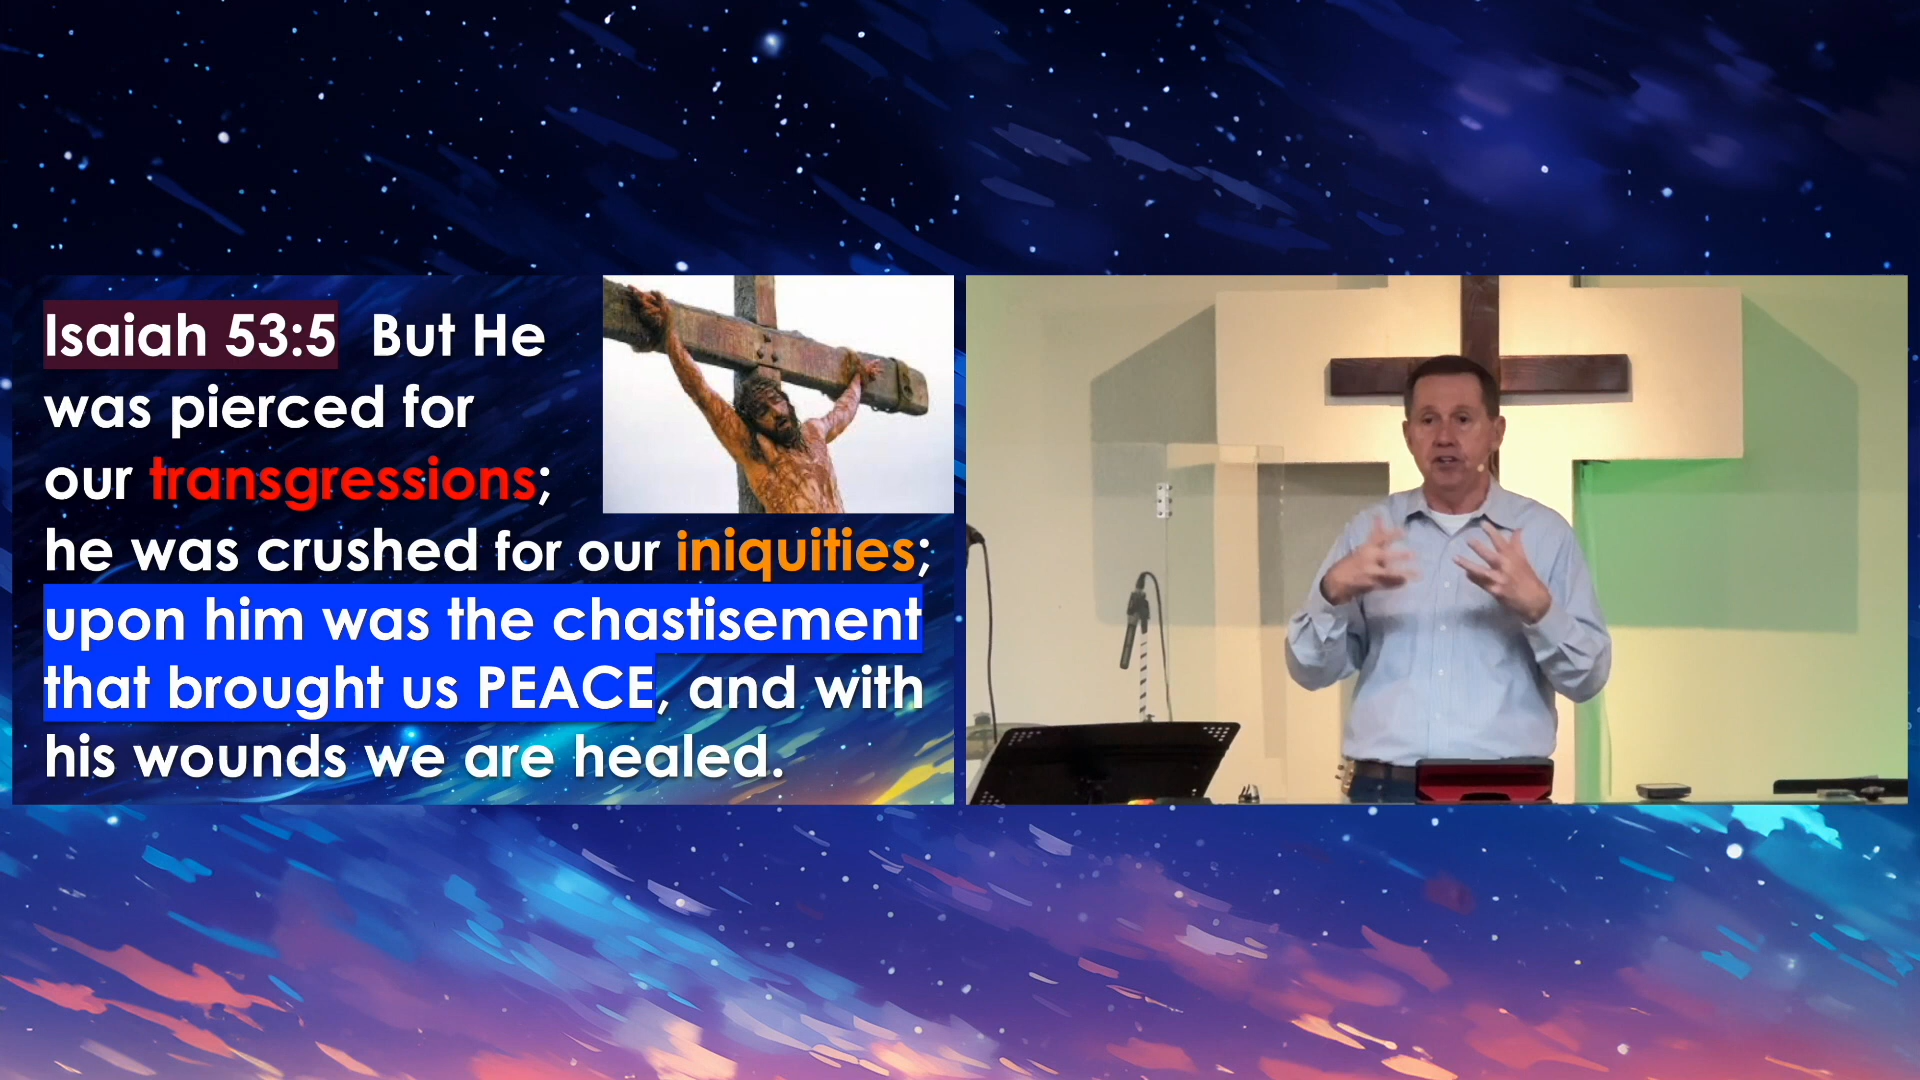 Isaiah 53:5 But He
was pierced for
our transgressions;
he was crushed for our iniquities;
upon him was the chastisement
that brought us PEACE, and with
his wounds we are healed.